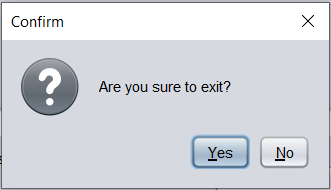 Confirm
Are you sure to exit?
Yes No